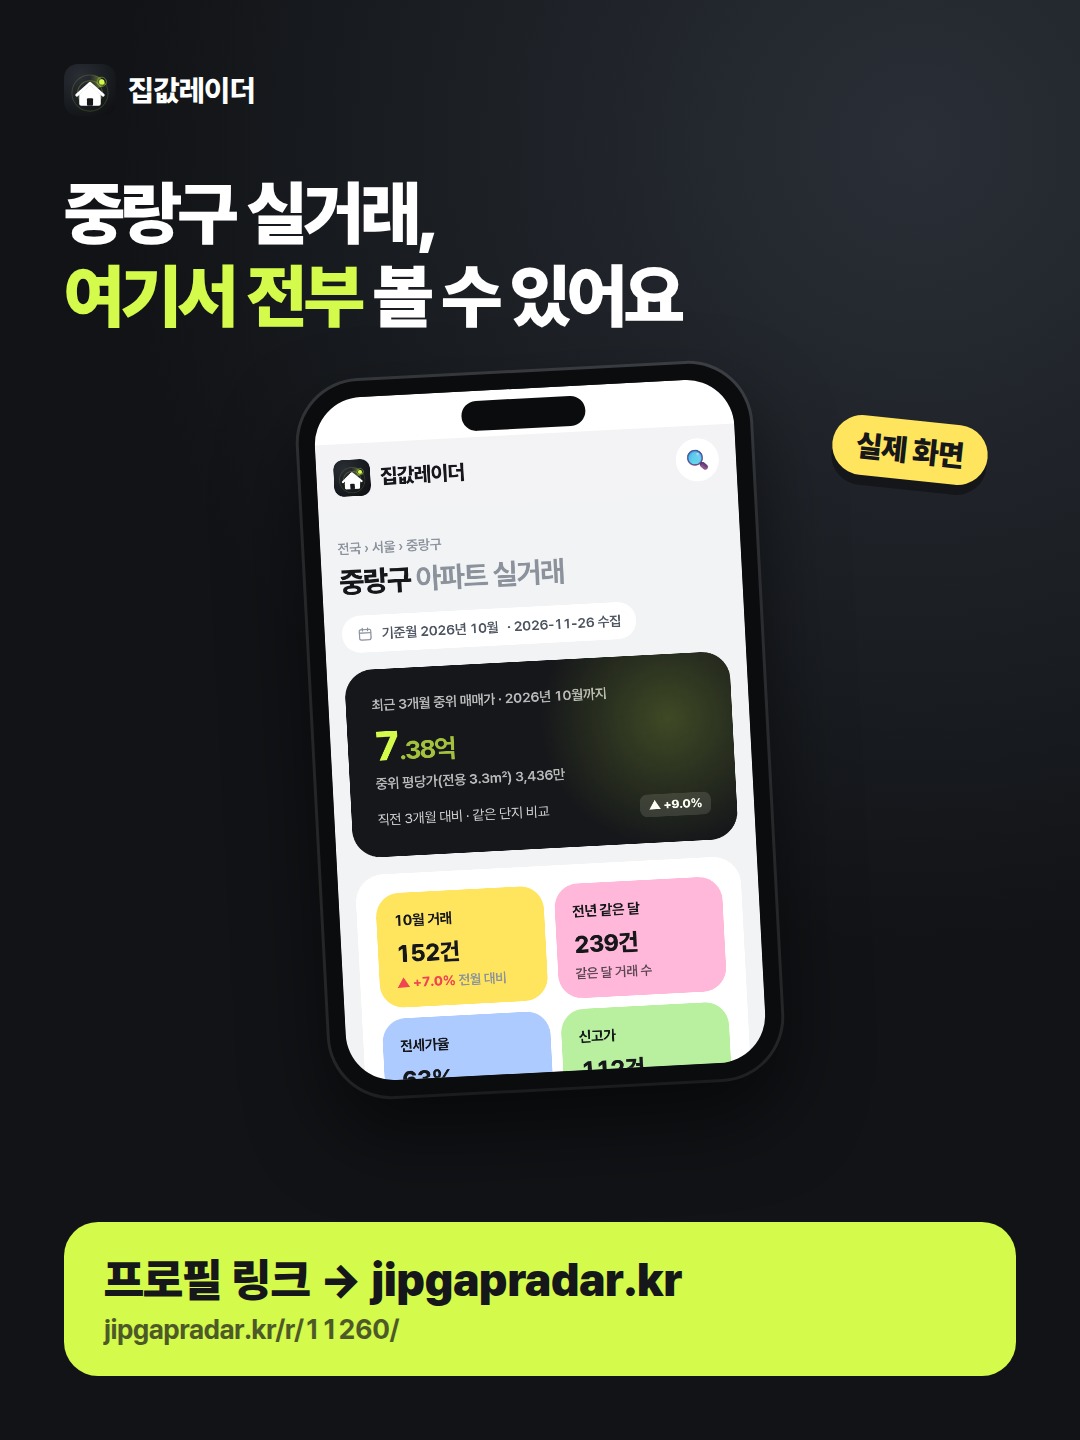 집값레이더
중랑구 실거래,
여기서 전부 볼 수 있어요
실제 화면
집값레이더
전국 › 서울 › 중랑구
중랑구 아파트 실거래
기준월 2026년 10월 · 2026-11-26 수집
최근 3개월 중위 매매가 · 2026년 10월까지
7.38억
중위 평당가(전용 3.3m²) 3,436만
직전 3개월 대비 · 같은 단지 비교
▲ +9.0%
10월 거래
152건
▲ +7.0% 전월 대비
전년 같은 달
239건
같은 달 거래 수
전세가율
63%
신고가
112건
프로필 링크 → jipgapradar.kr
jipgapradar.kr/r/11260/